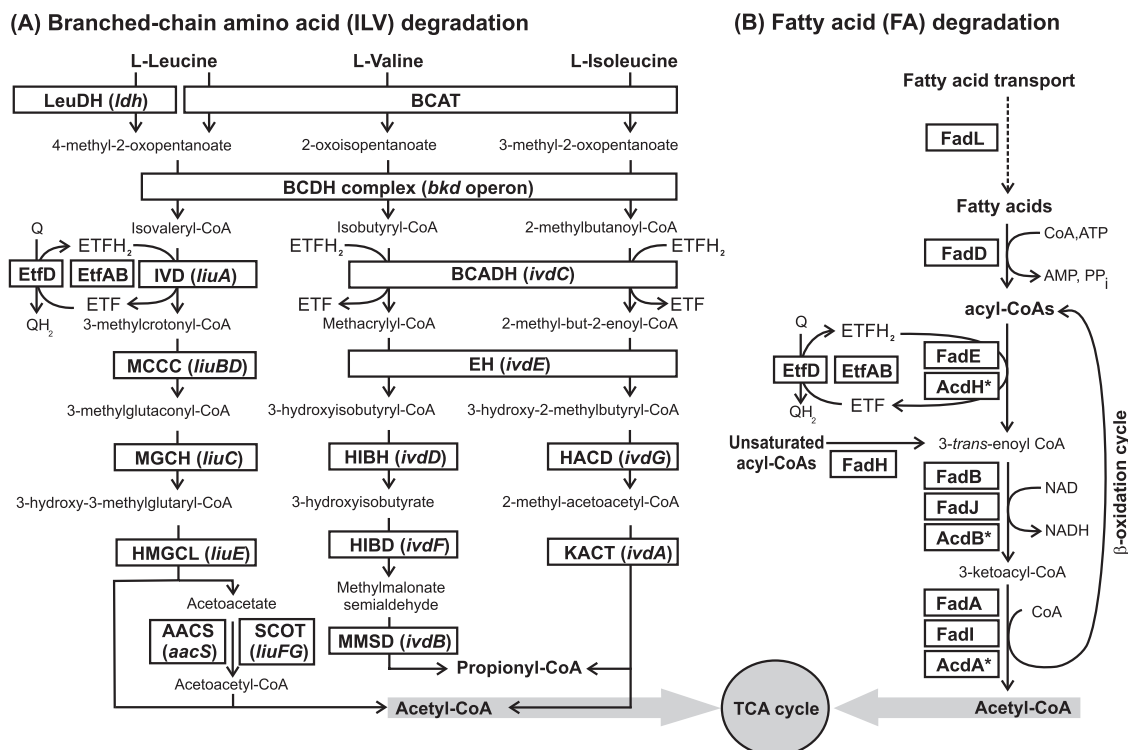 (A) Branched-chain amino acid (ILV) degradation
L-Leucine
L-Valine
L-Isoleucine
LeuDH (ldh)
BCAT
4-methyl-2-oxopentanoate
2-oxoisopentanoate
3-methyl-2-oxopentanoate
BCDH complex (bkd operon)
Isovaleryl-CoA
Isobutyryl-CoA
2-methylbutanoyl-CoA
Q
ETFH2
ETFH2
ETFH2
EtfD
EtfAB
IVD (liuA)
BCADH (ivdC)
ETF
ETF
ETF
QH2
3-methylcrotonyl-CoA
Methacrylyl-CoA
2-methyl-but-2-enoyl-CoA
MCCC (liuBD)
EH (ivdE)
3-methylglutaconyl-CoA
3-hydroxyisobutyryl-CoA
3-hydroxy-2-methylbutyryl-CoA
MGCH (liuC)
HIBH (ivdD)
HACD (ivdG)
3-hydroxy-3-methylglutaryl-CoA
3-hydroxyisobutyrate
2-methyl-acetoacetyl-CoA
HMGCL (liuE)
HIBD (ivdF)
KACT (ivdA)
Acetoacetate
Methylmalonate
semialdehyde
AACS
(aacS)
SCOT
(liuFG)
MMSD (ivdB)
Propionyl-CoA
Acetoacetyl-CoA
Acetyl-CoA
TCA cycle
(B) Fatty acid (FA) degradation
Fatty acid transport
FadL
Fatty acids
CoA,ATP
FadD
AMP, PPi
acyl-CoAs
Q
ETFH2
FadE
EtfD
EtfAB
AcdH*
QH2
ETF
Unsaturated
acyl-CoAs
FadH
3-trans-enoyl CoA
FadB
NAD
FadJ
NADH
AcdB*
β-oxidation cycle
3-ketoacyl-CoA
FadA
CoA
FadI
AcdA*
Acetyl-CoA